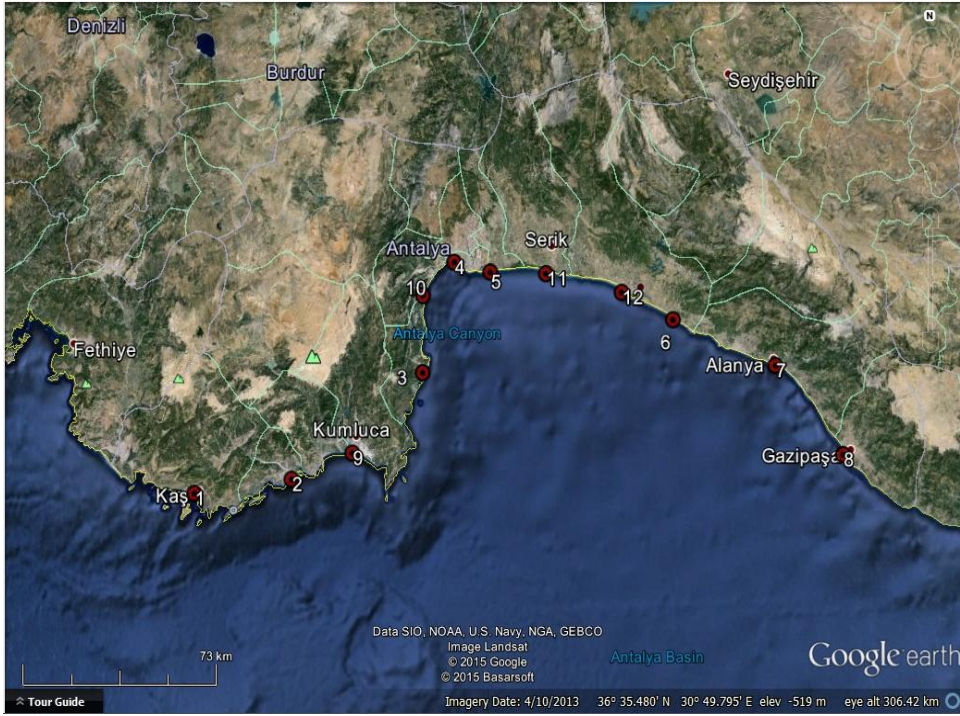 N
Denizli
Burdur
Seydişehir
Antalya
Serik
4
5
11
10
12
Antalya Canyon
6
Fethiye
3
Alanya 7
Kumluca
9
Gazipaşa 8
Kaş 1
2
Data SIO, NOAA, U.S. Navy, NGA, GEBCO
Image Landsat
© 2015 Google
© 2015 Basarsoft
Antalya Basin
Google earth
73 km
Tour Guide
Imagery Date: 4/10/2013 36° 35.480' N 30° 49.795' E elev -519 m eye alt 306.42 km